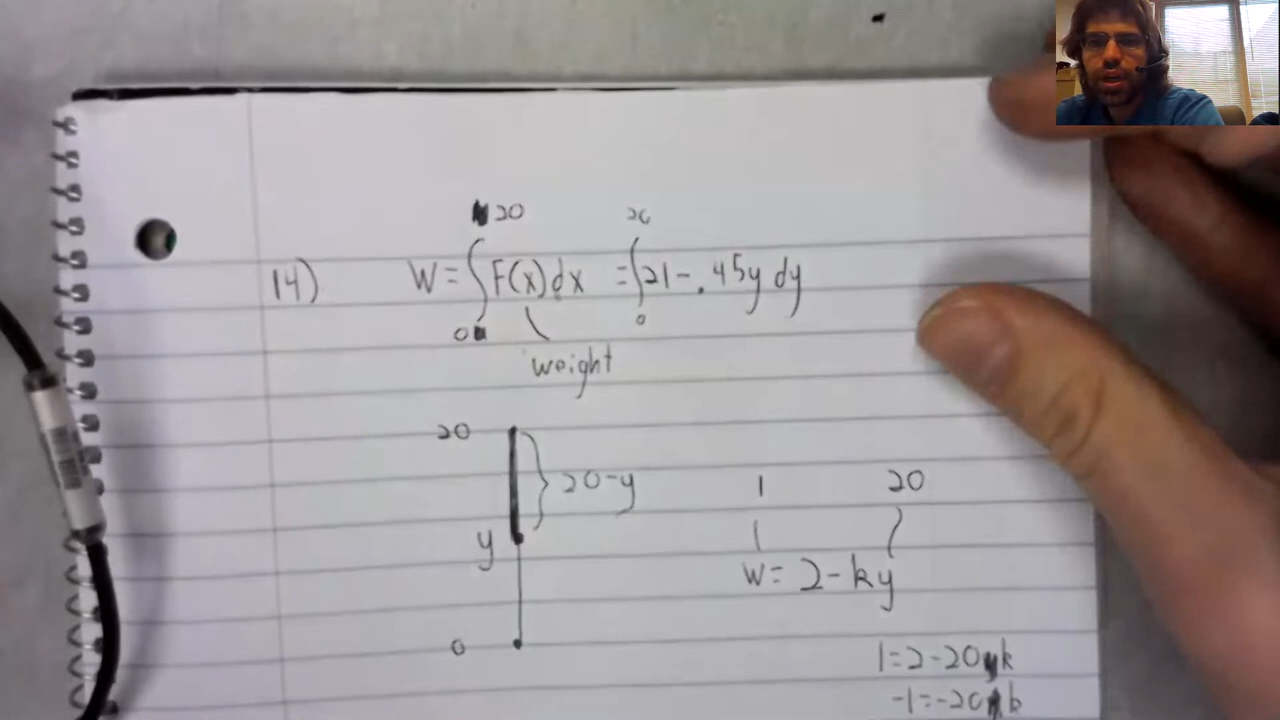 20 20
14) W = ∫ F(x) dx = ∫ 21 - .45y dy
0 0
weight
20
} 20-y 1 20
y
W = 2 - ky
0
1 = 2 - 20k
-1 = -20k